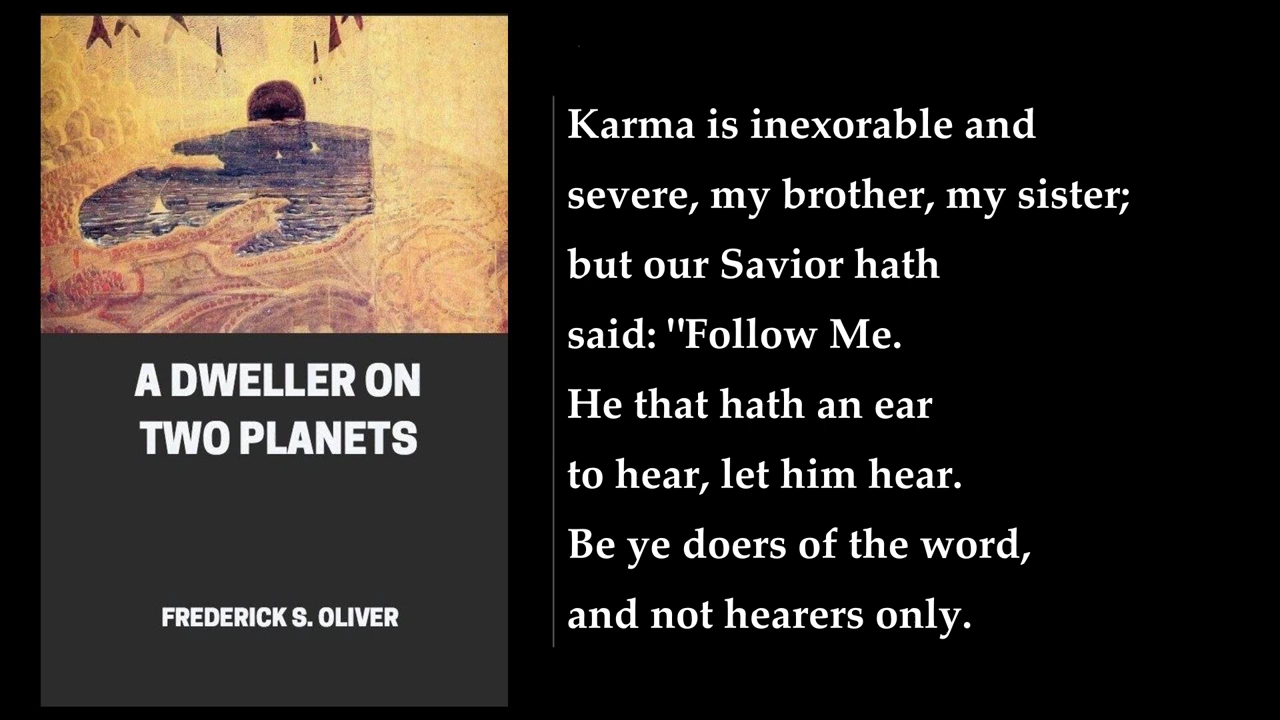 A DWELLER ON
TWO PLANETS
FREDERICK S. OLIVER
Karma is inexorable and
severe, my brother, my sister;
but our Savior hath
said: "Follow Me.
He that hath an ear
to hear, let him hear.
Be ye doers of the word,
and not hearers only.